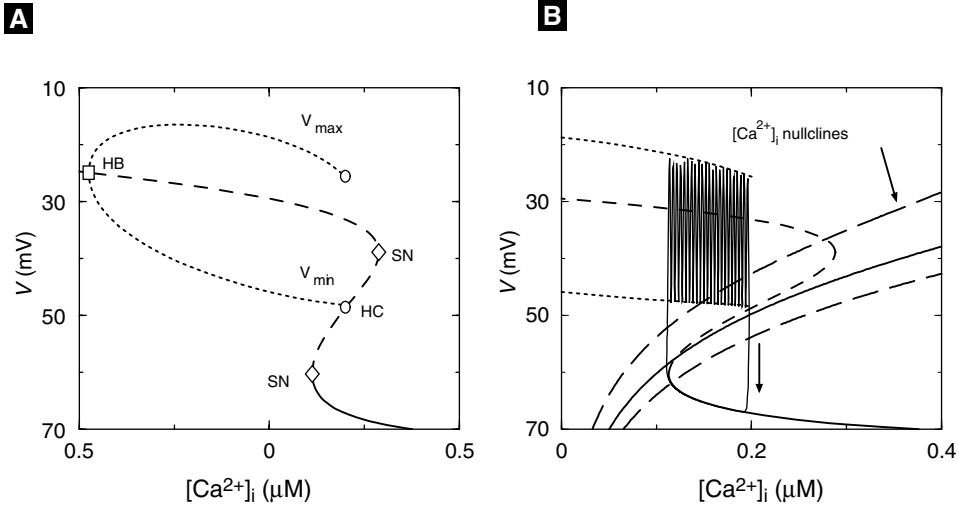 A
B
10
30
50
70
V (mV)
HB
V max
V min
SN
HC
SN
0.5
0
0.5
[Ca2+]i (μM)
10
30
50
70
V (mV)
[Ca2+]i nullclines
0
0.2
0.4
[Ca2+]i (μM)